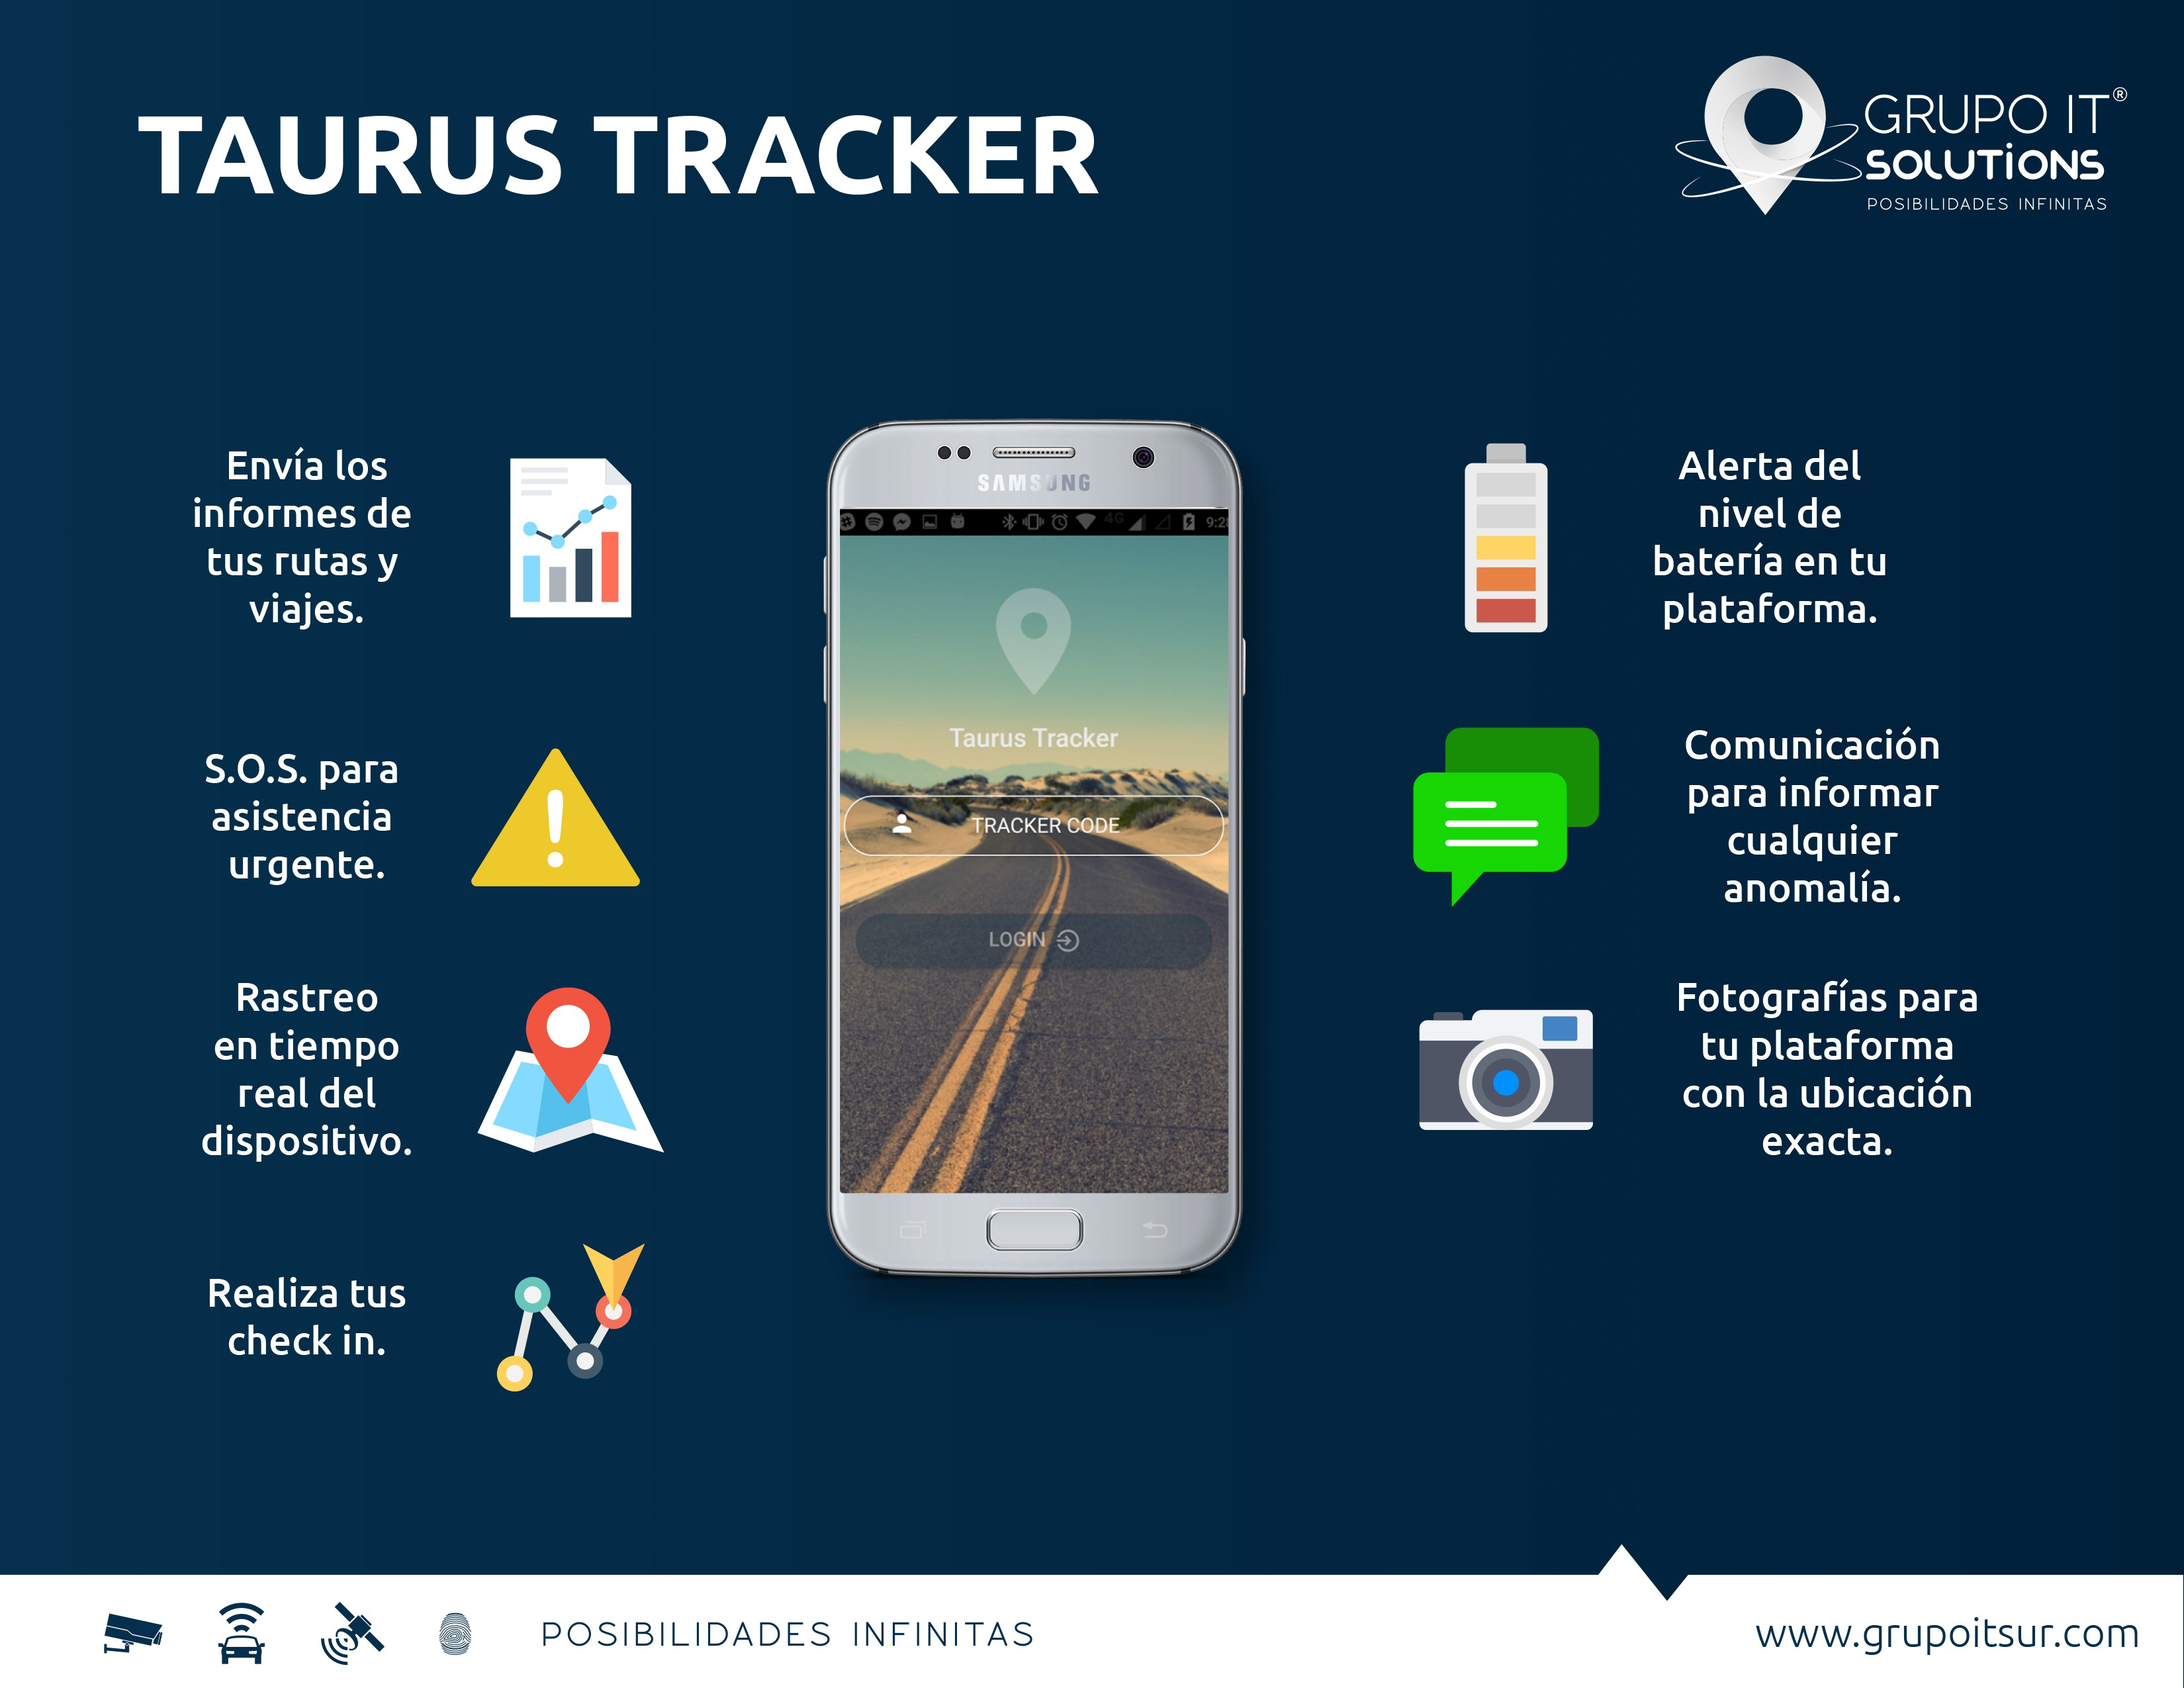 TAURUS TRACKER
GRUPO IT®
SOLUTIONS
POSIBILIDADES INFINITAS
Envía los
informes de
tus rutas y
viajes.
S.O.S. para
asistencia
urgente.
Rastreo
en tiempo
real del
dispositivo.
Realiza tus
check in.
SAMSUNG
4G
Taurus Tracker
TRACKER CODE
LOGIN
Alerta del
nivel de
batería en tu
plataforma.
Comunicación
para informar
cualquier
anomalía.
Fotografías para
tu plataforma
con la ubicación
exacta.
POSIBILIDADES INFINITAS
www.grupoitsur.com